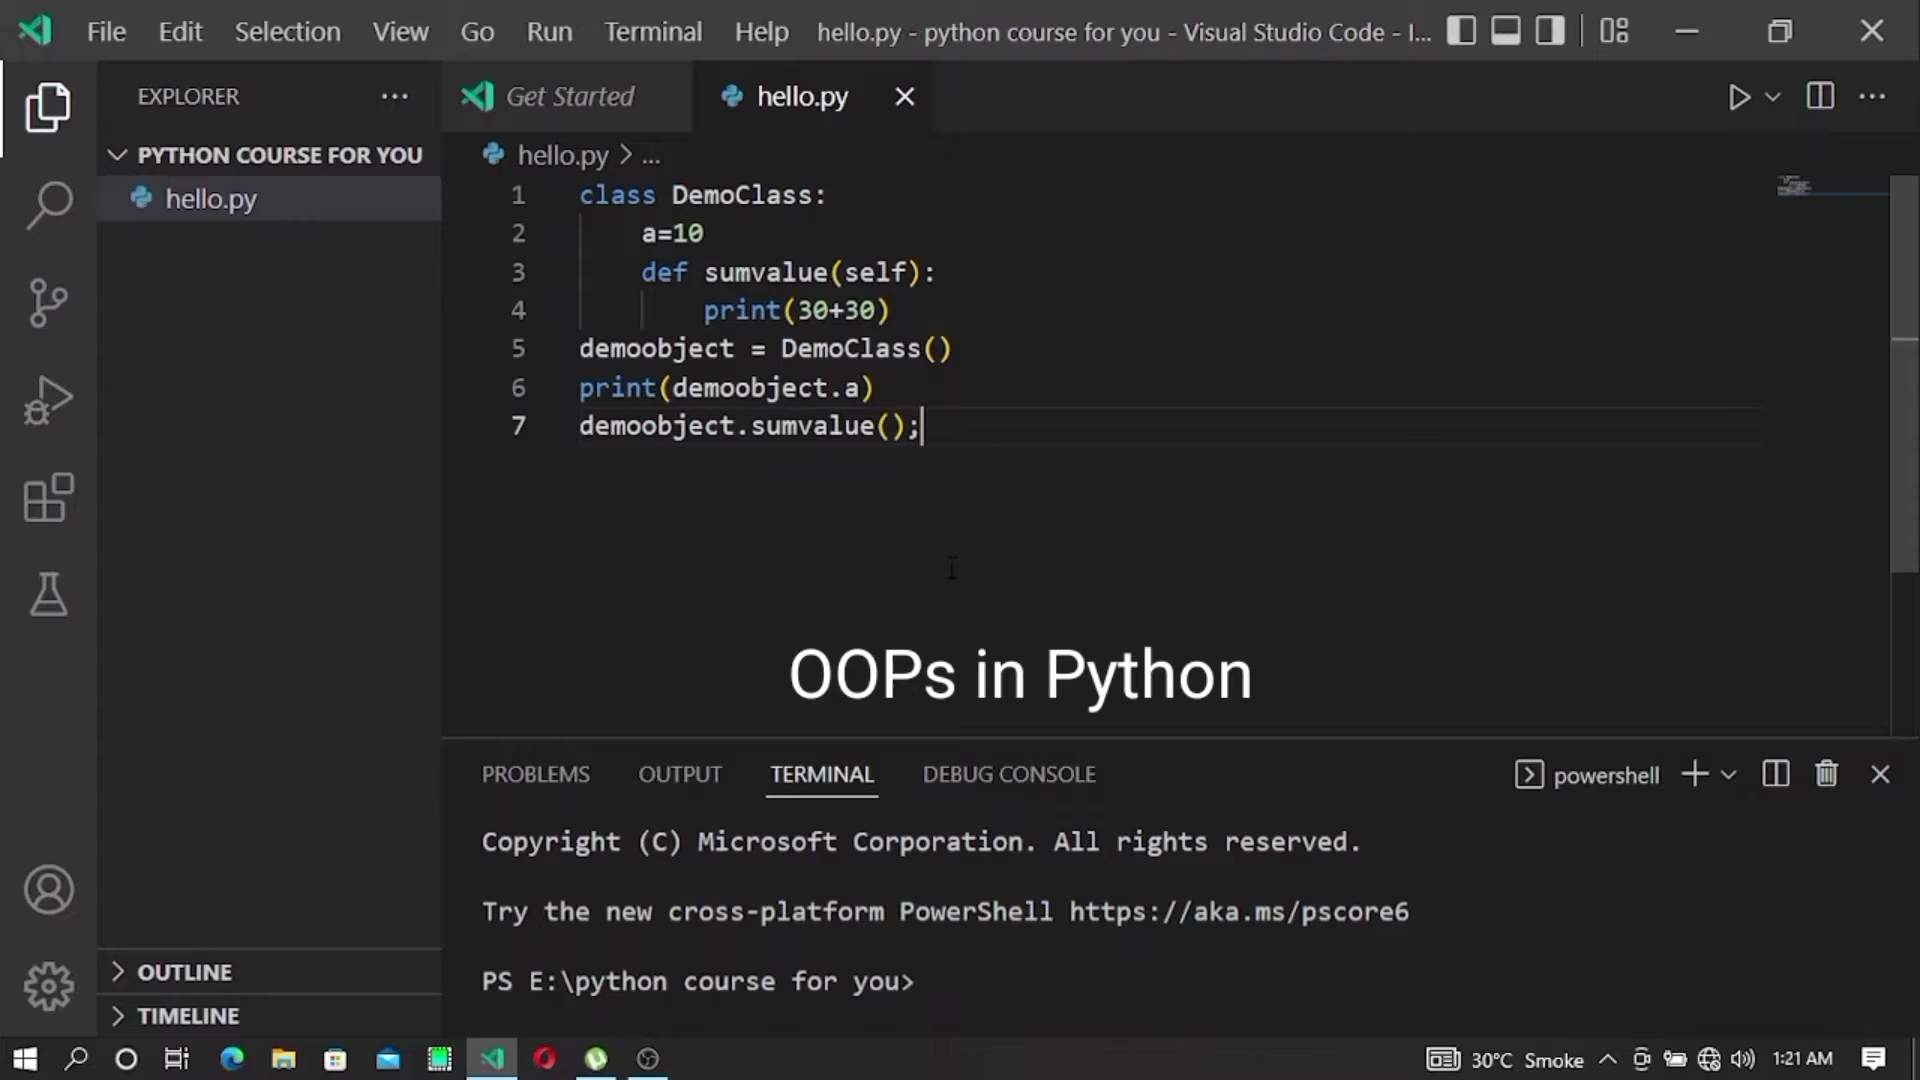 File Edit Selection View Go Run Terminal Help hello.py - python course for you - Visual Studio Code - I...
EXPLORER ...
Get Started hello.py
PYTHON COURSE FOR YOU
hello.py > ...
hello.py
1 class DemoClass:
2     a=10
3     def sumvalue(self):
4         print(30+30)
5 demoobject = DemoClass()
6 print(demoobject.a)
7 demoobject.sumvalue();
OOPs in Python
PROBLEMS OUTPUT TERMINAL DEBUG CONSOLE powershell
Copyright (C) Microsoft Corporation. All rights reserved.
Try the new cross-platform PowerShell https://aka.ms/pscore6
PS E:\python course for you>
OUTLINE
TIMELINE
30°C Smoke 1:21 AM